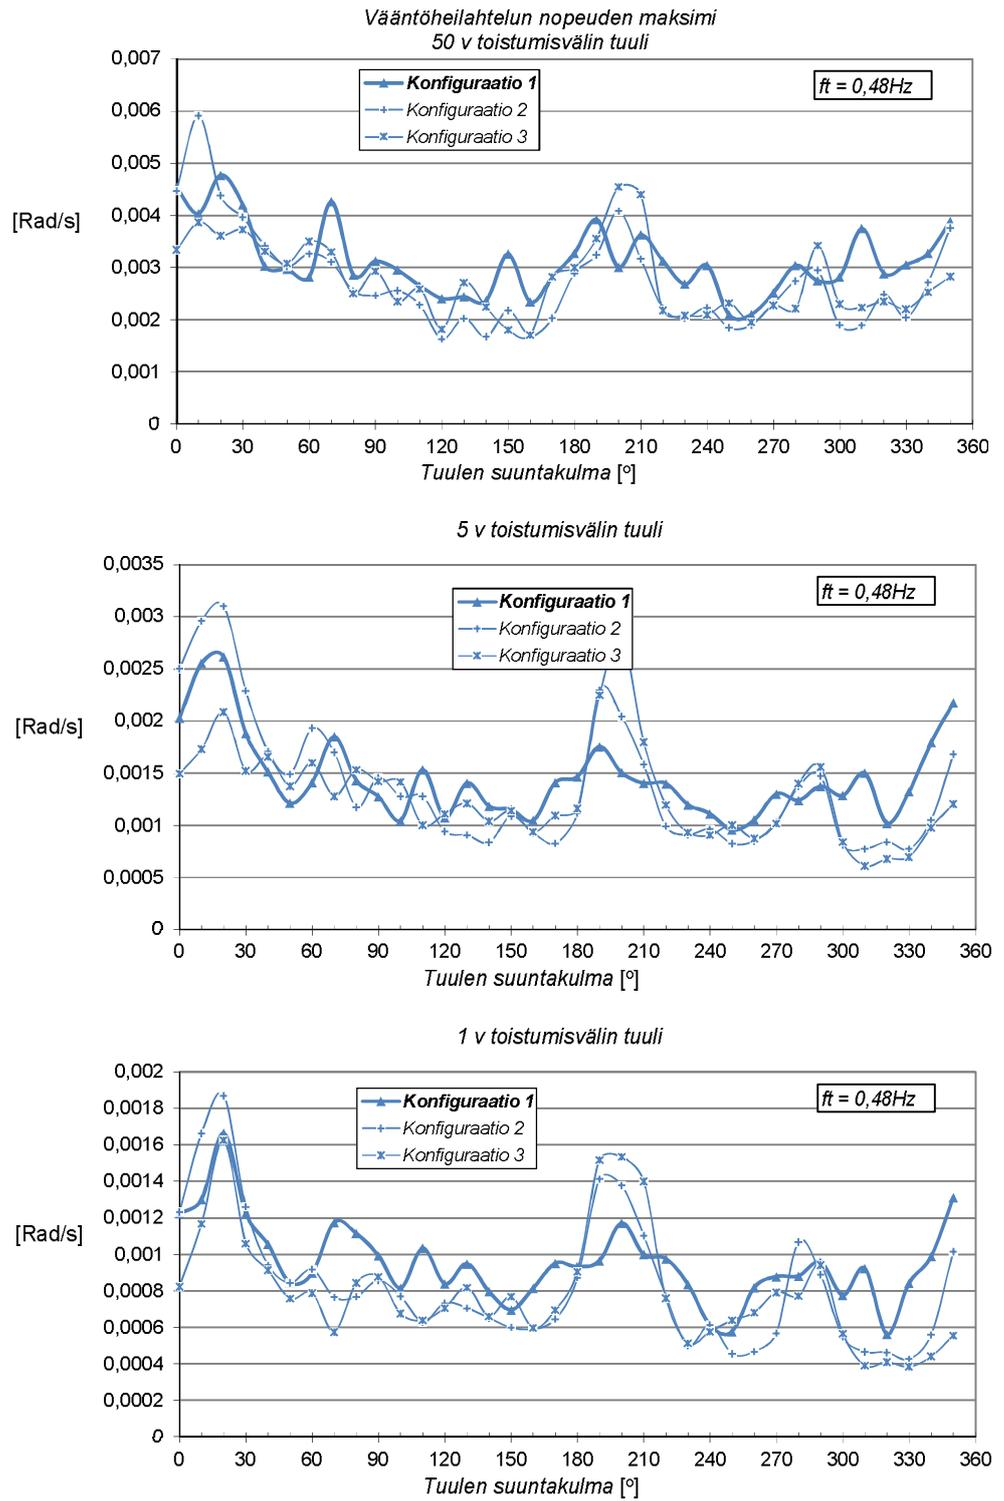 Vääntöheilahtelun nopeuden maksimi
50 v toistumisvälin tuuli
0,007
0,006
0,005
0,004
0,003
0,002
0,001
0
[Rad/s]
Konfiguraatio 1
Konfiguraatio 2
Konfiguraatio 3
ft = 0,48Hz
0 30 60 90 120 150 180 210 240 270 300 330 360
Tuulen suuntakulma [º]
5 v toistumisvälin tuuli
0,0035
0,003
0,0025
0,002
0,0015
0,001
0,0005
0
[Rad/s]
Konfiguraatio 1
Konfiguraatio 2
Konfiguraatio 3
ft = 0,48Hz
0 30 60 90 120 150 180 210 240 270 300 330 360
Tuulen suuntakulma [º]
1 v toistumisvälin tuuli
0,002
0,0018
0,0016
0,0014
0,0012
0,001
0,0008
0,0006
0,0004
0,0002
0
[Rad/s]
Konfiguraatio 1
Konfiguraatio 2
Konfiguraatio 3
ft = 0,48Hz
0 30 60 90 120 150 180 210 240 270 300 330 360
Tuulen suuntakulma [º]